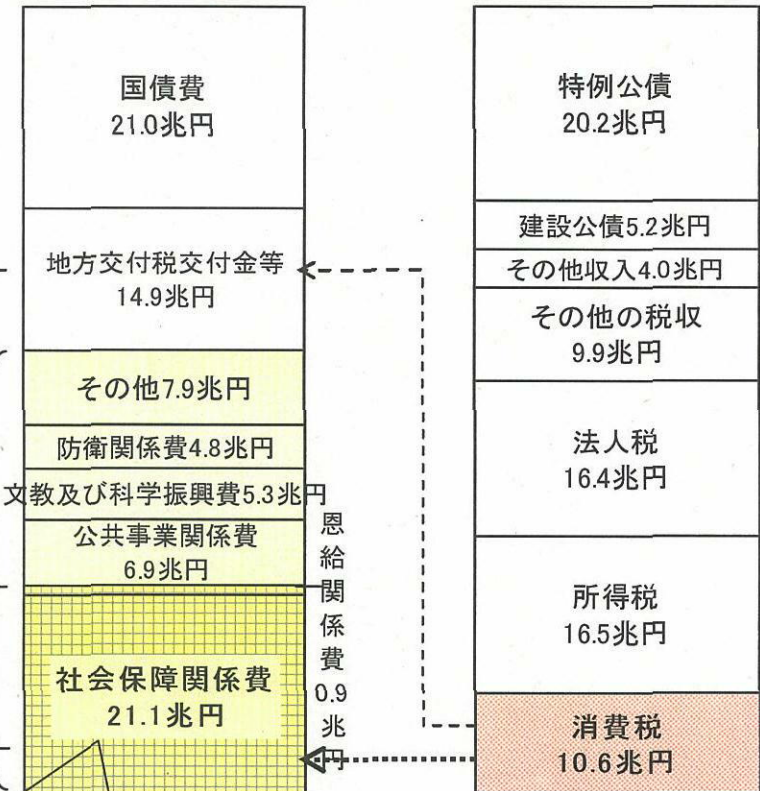 国債費
21.0兆円
地方交付税交付金等
14.9兆円
その他7.9兆円
防衛関係費4.8兆円
文教及び科学振興費5.3兆円
公共事業関係費
6.9兆円
恩給関係費0.9兆円
社会保障関係費
21.1兆円
特例公債
20.2兆円
建設公債5.2兆円
その他収入4.0兆円
その他の税収
9.9兆円
法人税
16.4兆円
所得税
16.5兆円
消費税
10.6兆円